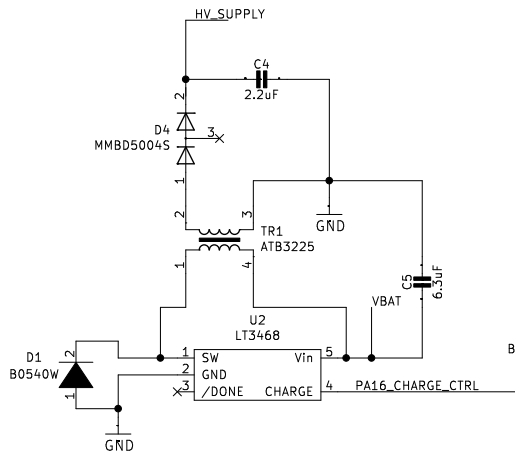 HV_SUPPLY
C4
2.2uF
2
D4
3
MMBD5004S
1
2
3
TR1
ATB3225
GND
1
4
C5
6.3uF
VBAT
U2
LT3468
D1
B0540W
2
1
1
SW
Vin
5
2
GND
3
/DONE
CHARGE
4
PA16_CHARGE_CTRL
B
GND